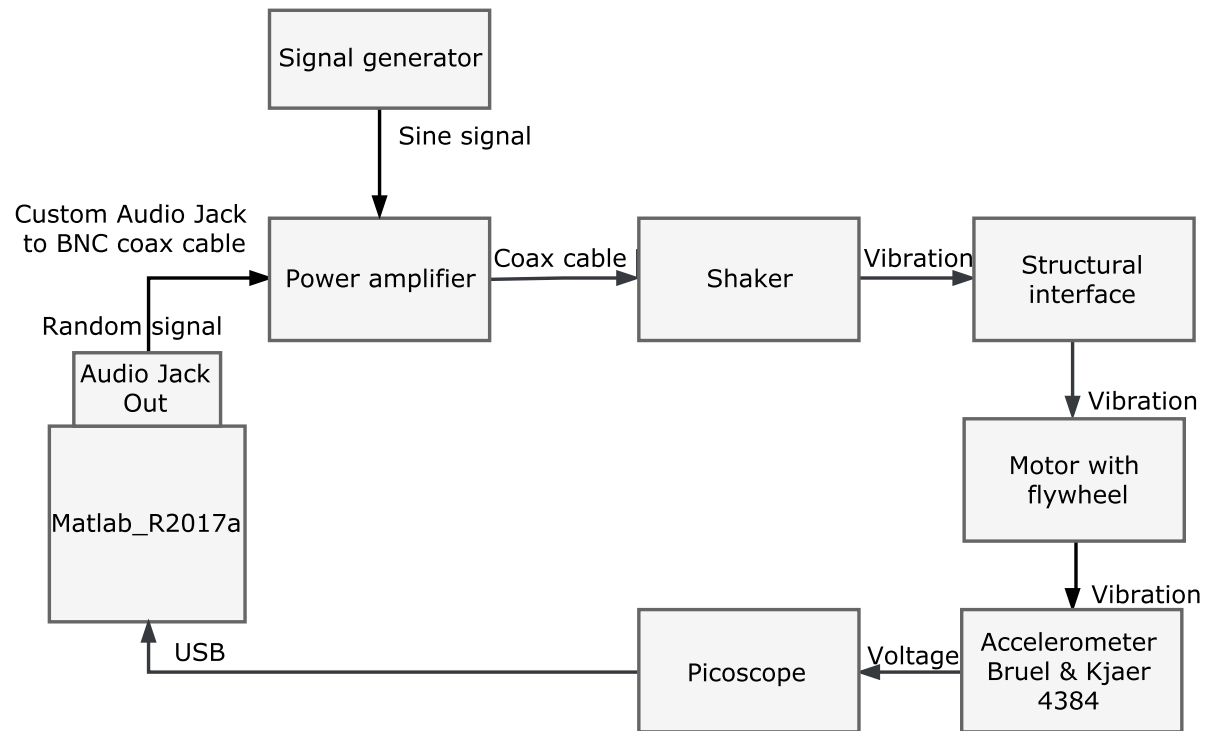 Signal generator
Sine signal
Custom Audio Jack
to BNC coax cable
Power amplifier
Coax cable
Shaker
Vibration
Structural
interface
Random signal
Audio Jack
Out
Vibration
Motor with
flywheel
Matlab_R2017a
Vibration
USB
Picoscope
Voltage
Accelerometer
Bruel & Kjaer
4384